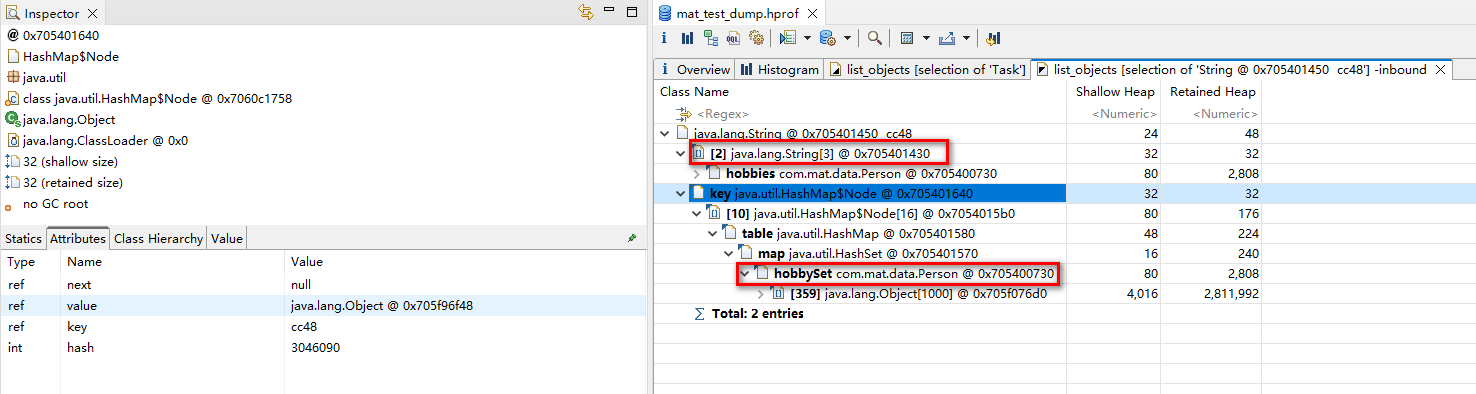 Inspector
@ 0x705401640
HashMap$Node
java.util
class java.util.HashMap$Node @ 0x7060c1758
java.lang.Object
java.lang.ClassLoader @ 0x0
32 (shallow size)
32 (retained size)
no GC root
Statics Attributes Class Hierarchy Value
Type Name Value
ref next null
ref value java.lang.Object @ 0x705f96f48
ref key cc48
int hash 3046090
mat_test_dump.hprof
Overview Histogram list_objects [selection of 'Task'] list_objects [selection of 'String @ 0x705401450 cc48'] -inbound
Class Name Shallow Heap Retained Heap
<Regex> <Numeric> <Numeric>
java.lang.String @ 0x705401450 cc48 24 48
[2] java.lang.String[3] @ 0x705401430 32 32
hobbies com.mat.data.Person @ 0x705400730 80 2,808
key java.util.HashMap$Node @ 0x705401640 32 32
[10] java.util.HashMap$Node[16] @ 0x7054015b0 80 176
table java.util.HashMap @ 0x705401580 48 224
map java.util.HashSet @ 0x705401570 16 240
hobbySet com.mat.data.Person @ 0x705400730 80 2,808
[359] java.lang.Object[1000] @ 0x705f076d0 4,016 2,811,992
Σ Total: 2 entries